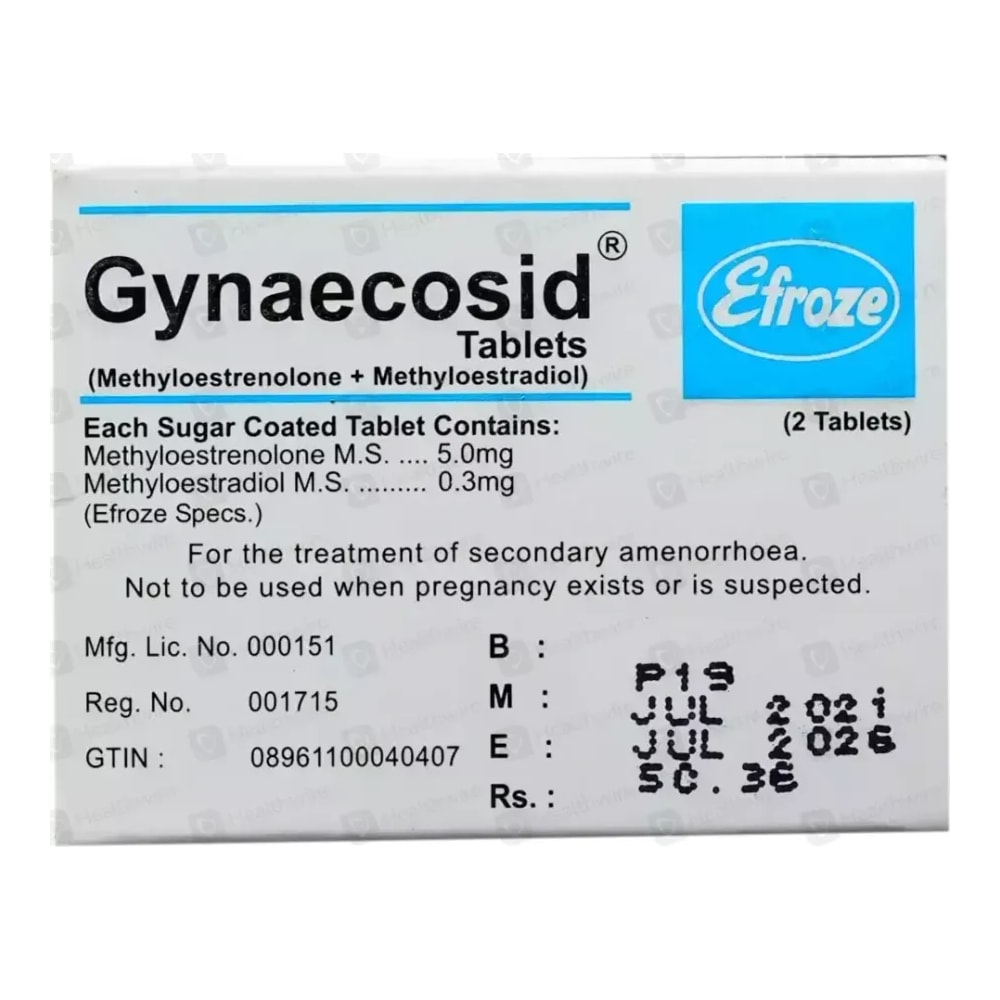 Gynaecosid®
Tablets
(Methyloestrenolone + Methyloestradiol)
Efroze
(2 Tablets)
Each Sugar Coated Tablet Contains:
Methyloestrenolone M.S. .... 5.0mg
Methyloestradiol M.S. ......... 0.3mg
(Efroze Specs.)
For the treatment of secondary amenorrhoea.
Not to be used when pregnancy exists or is suspected.
Mfg. Lic. No. 000151
Reg. No. 001715
GTIN : 08961100040407
B : P19
M : JUL 2021
E : JUL 2026
Rs. :
Healthwire